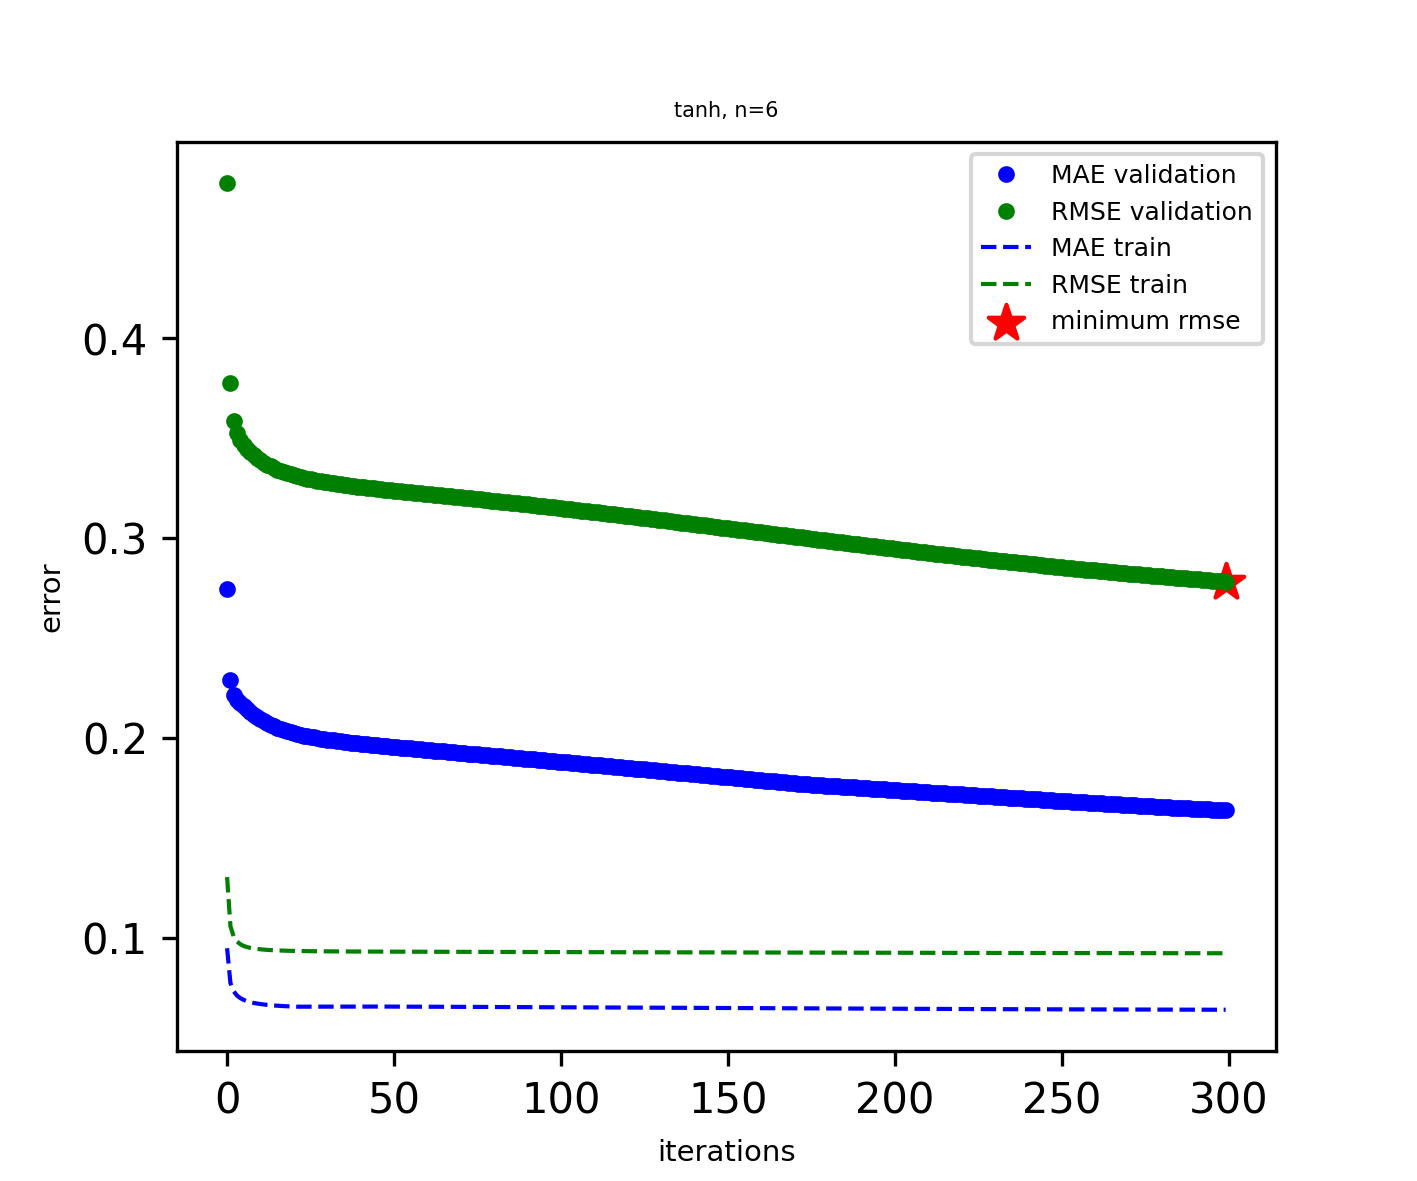 tanh, n=6
MAE validation
RMSE validation
MAE train
RMSE train
minimum rmse
0.4
0.3
0.2
0.1
error
0 50 100 150 200 250 300
iterations